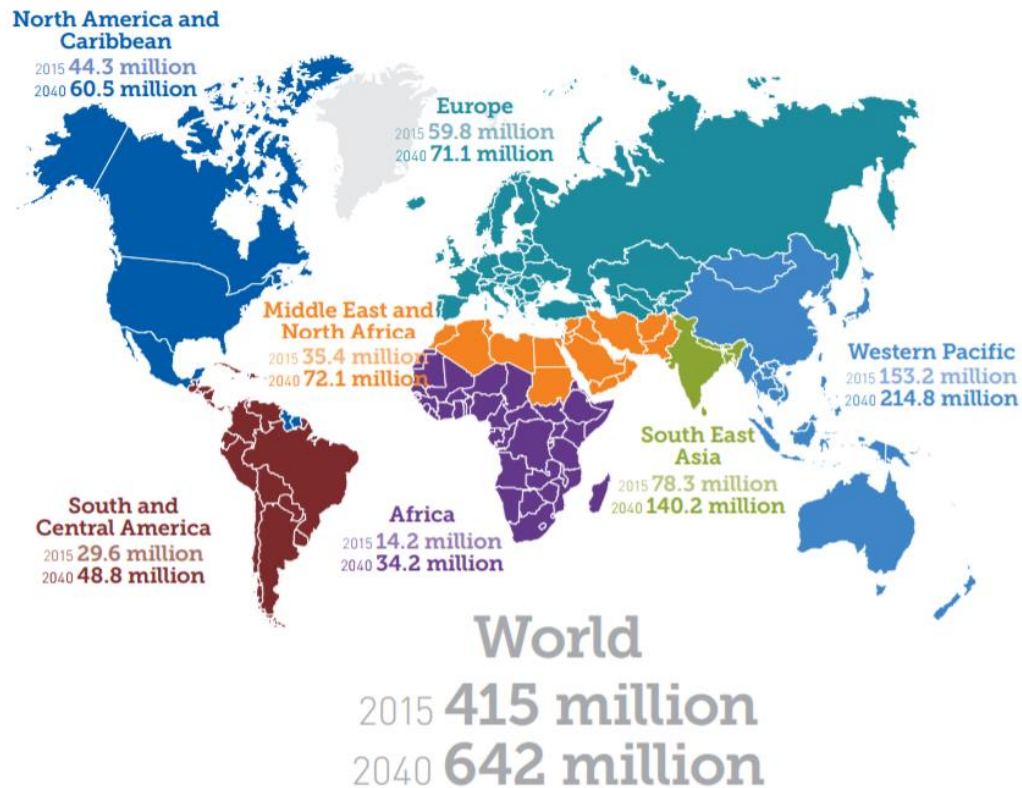 North America and
Caribbean
2015 44.3 million
2040 60.5 million
Europe
2015 59.8 million
2040 71.1 million
Middle East and
North Africa
2015 35.4 million
2040 72.1 million
Western Pacific
2015 153.2 million
2040 214.8 million
South East
Asia
2015 78.3 million
2040 140.2 million
South and
Central America
2015 29.6 million
2040 48.8 million
Africa
2015 14.2 million
2040 34.2 million
World
2015 415 million
2040 642 million